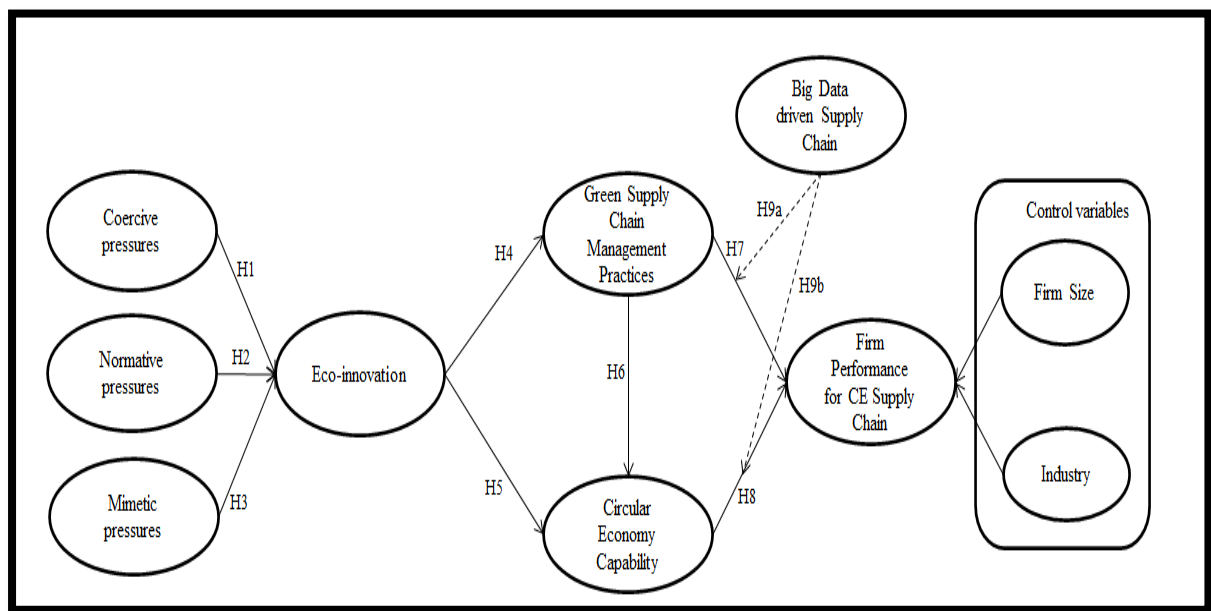 Big Data
driven Supply
Chain
Coercive
pressures
H1
Normative
pressures
H2
Mimetic
pressures
H3
Eco-innovation
H4
H5
Green Supply
Chain
Management
Practices
H6
Circular
Economy
Capability
H7
H8
H9a
H9b
Firm
Performance
for CE Supply
Chain
Control variables
Firm Size
Industry